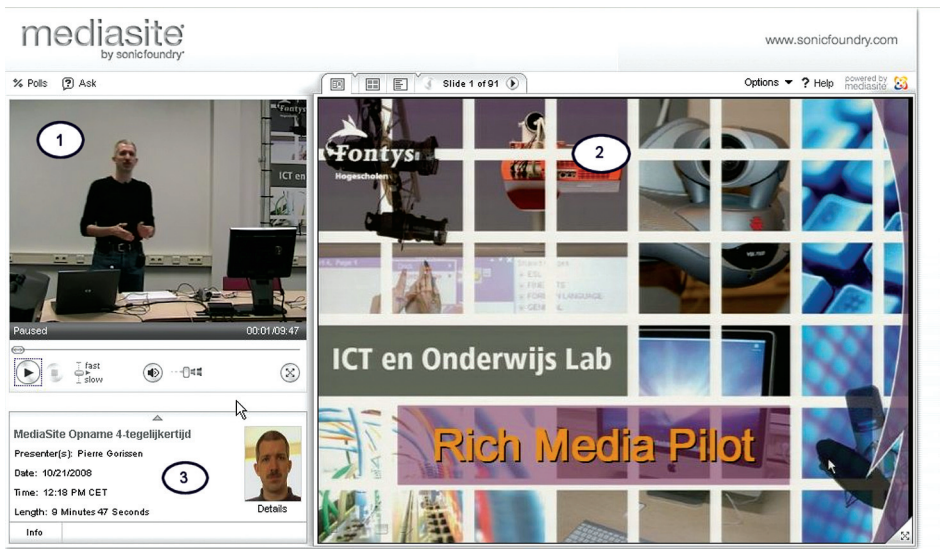 mediasite
by sonicfoundry
www.sonicfoundry.com
% Polls ? Ask
Slide 1 of 91
Options ? Help
powered by
mediasite
1
Fontys
ICT en
Paused 00:01/09:47
fast
slow
MediaSite Opname 4-tegelijkertijd
Presenter(s): Pierre Gorissen
Date: 10/21/2008
Time: 12:18 PM CET
Length: 9 Minutes 47 Seconds
3
Details
Info
Fontys
Hogescholen
2
ESL
GENERAL
ICT en Onderwijs Lab
Rich Media Pilot